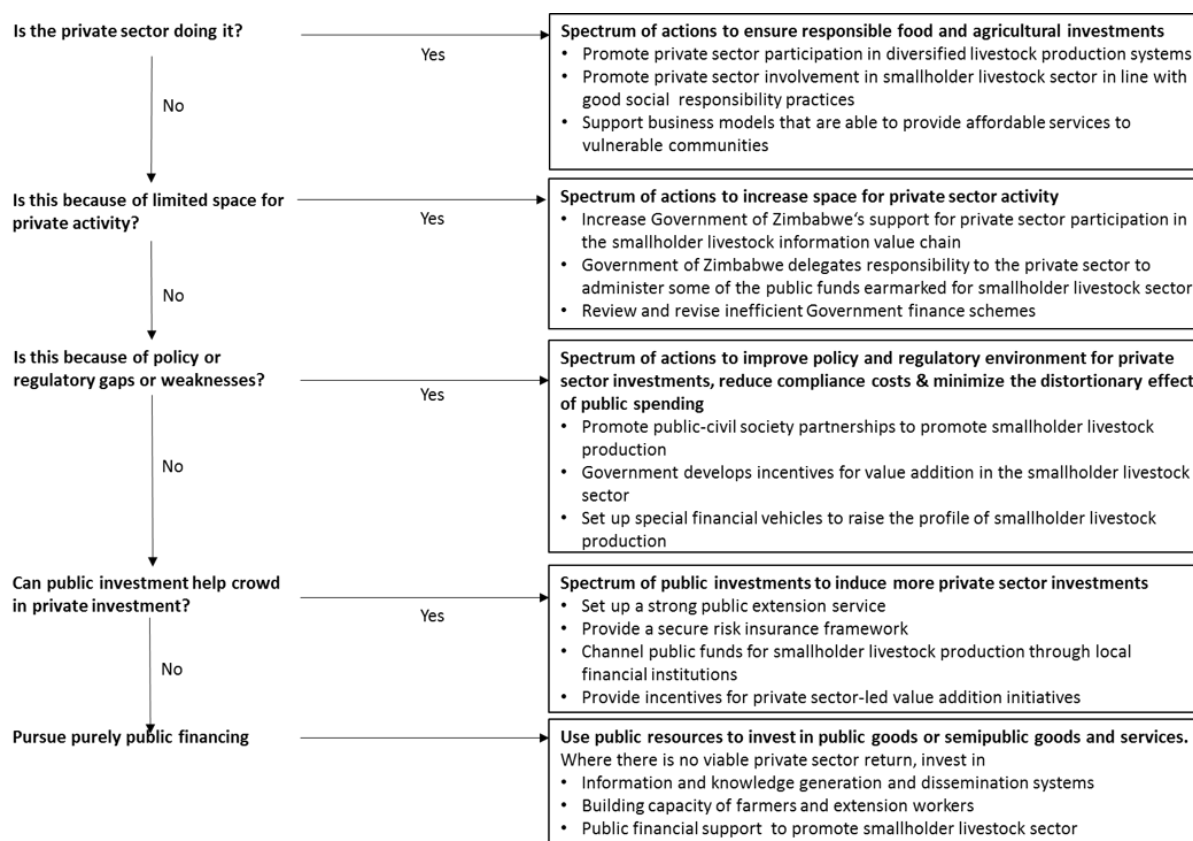 Is the private sector doing it?
Yes
Spectrum of actions to ensure responsible food and agricultural investments
• Promote private sector participation in diversified livestock production systems
• Promote private sector involvement in smallholder livestock sector in line with
good social responsibility practices
• Support business models that are able to provide affordable services to
vulnerable communities
No
Is this because of limited space for
private activity?
Yes
Spectrum of actions to increase space for private sector activity
• Increase Government of Zimbabwe's support for private sector participation in
the smallholder livestock information value chain
• Government of Zimbabwe delegates responsibility to the private sector to
administer some of the public funds earmarked for smallholder livestock sector
• Review and revise inefficient Government finance schemes
No
Is this because of policy or
regulatory gaps or weaknesses?
Yes
Spectrum of actions to improve policy and regulatory environment for private
sector investments, reduce compliance costs & minimize the distortionary effect
of public spending
• Promote public-civil society partnerships to promote smallholder livestock
production
• Government develops incentives for value addition in the smallholder livestock
sector
• Set up special financial vehicles to raise the profile of smallholder livestock
production
No
Can public investment help crowd
in private investment?
Yes
Spectrum of public investments to induce more private sector investments
• Set up a strong public extension service
• Provide a secure risk insurance framework
• Channel public funds for smallholder livestock production through local
financial institutions
• Provide incentives for private sector-led value addition initiatives
No
Pursue purely public financing
Use public resources to invest in public goods or semipublic goods and services.
Where there is no viable private sector return, invest in
• Information and knowledge generation and dissemination systems
• Building capacity of farmers and extension workers
• Public financial support to promote smallholder livestock sector